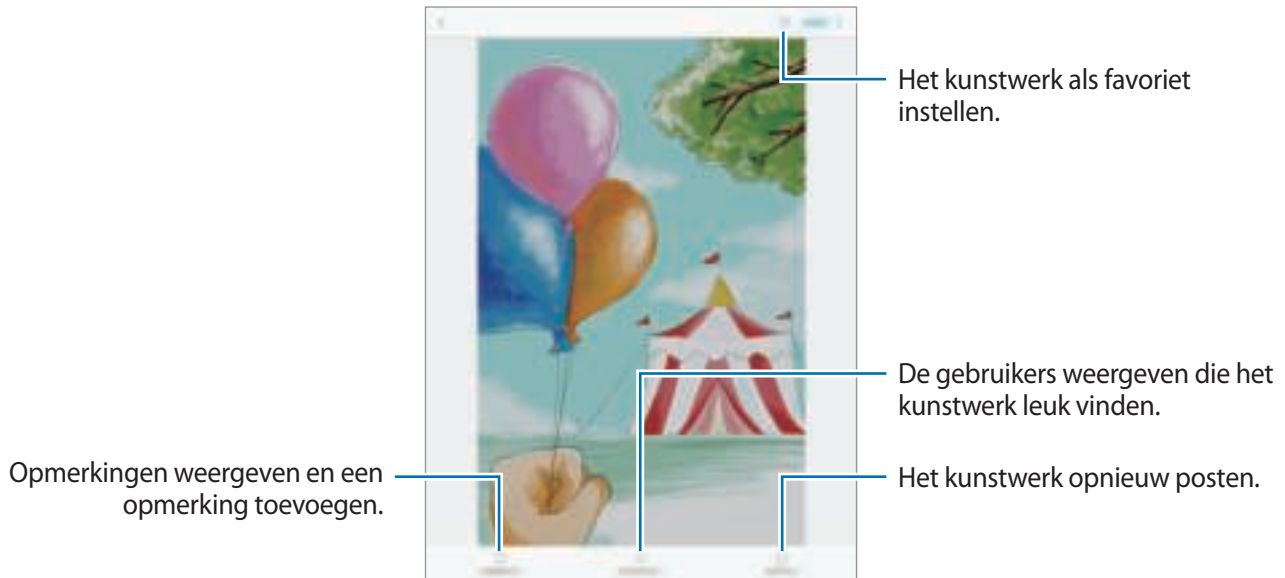 Het kunstwerk als favoriet
instellen.
De gebruikers weergeven die het
kunstwerk leuk vinden.
Opmerkingen weergeven en een
opmerking toevoegen.
Het kunstwerk opnieuw posten.